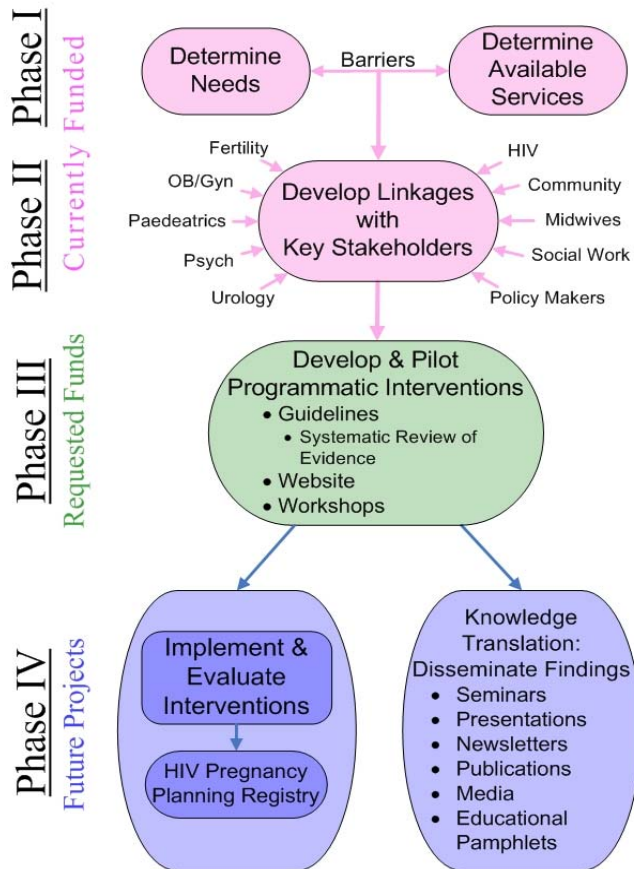 Phase I
Currently Funded
Determine
Needs
Barriers
Determine
Available
Services
Phase II
Fertility
OB/Gyn
Paedeatrics
Psych
Urology
Develop Linkages
with
Key Stakeholders
HIV
Community
Midwives
Social Work
Policy Makers
Phase III
Requested Funds
Develop & Pilot
Programmatic Interventions
• Guidelines
• Systematic Review of
Evidence
• Website
• Workshops
Phase IV
Future Projects
Implement &
Evaluate
Interventions
HIV Pregnancy
Planning Registry
Knowledge
Translation:
Disseminate Findings
• Seminars
• Presentations
• Newsletters
• Publications
• Media
• Educational
Pamphlets